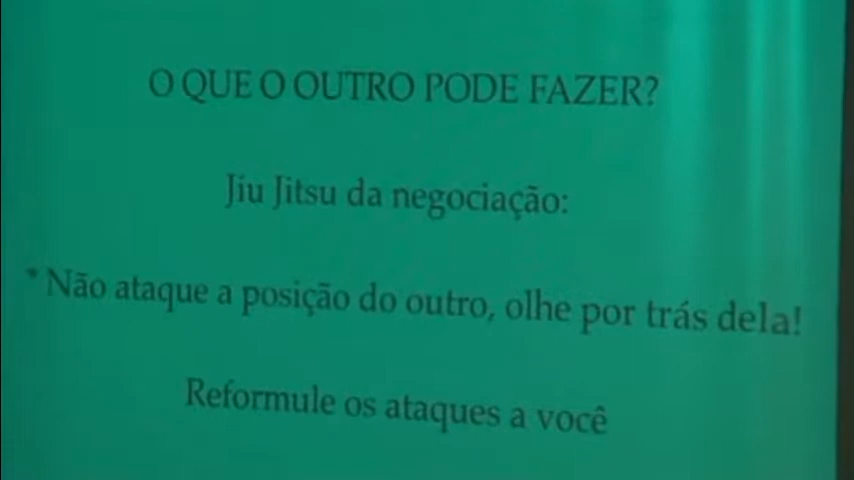 O QUE O OUTRO PODE FAZER?
Jiu Jitsu da negociação:
* Não ataque a posição do outro, olhe por trás dela!
Reformule os ataques a você